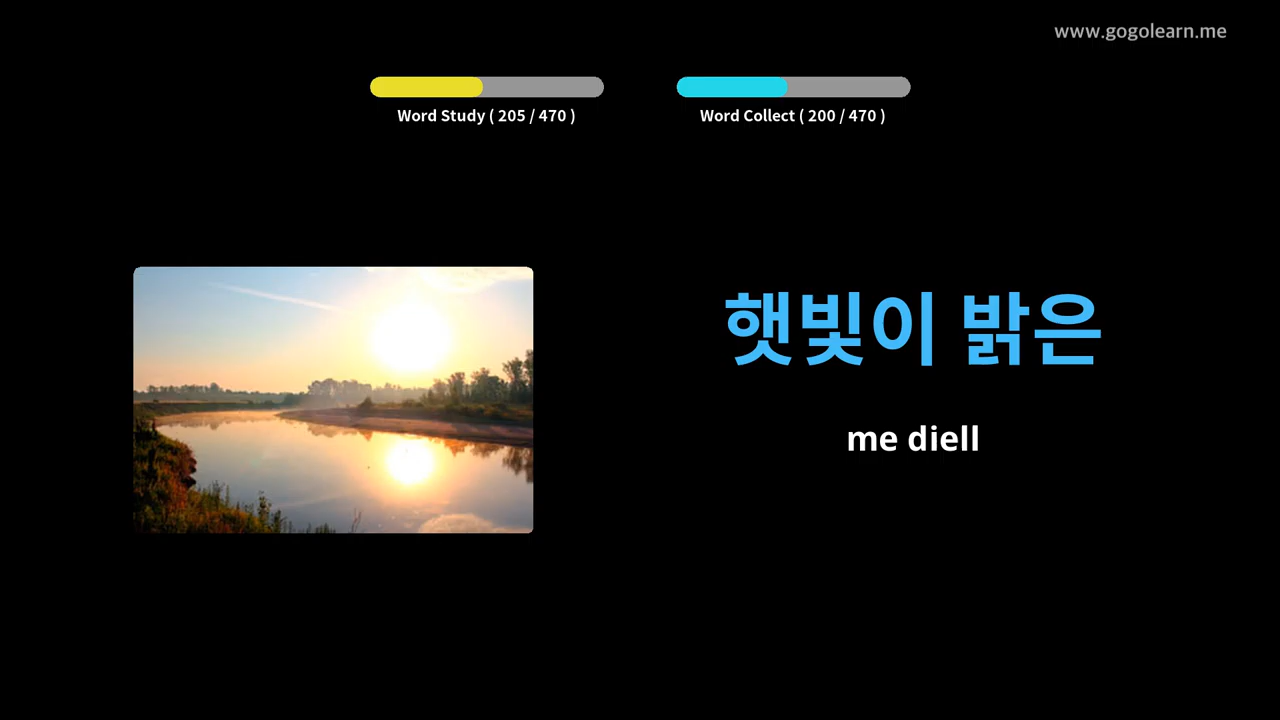 www.gogolearn.me
Word Study ( 205 / 470 )
Word Collect ( 200 / 470 )
햇빛이 밝은
me diell